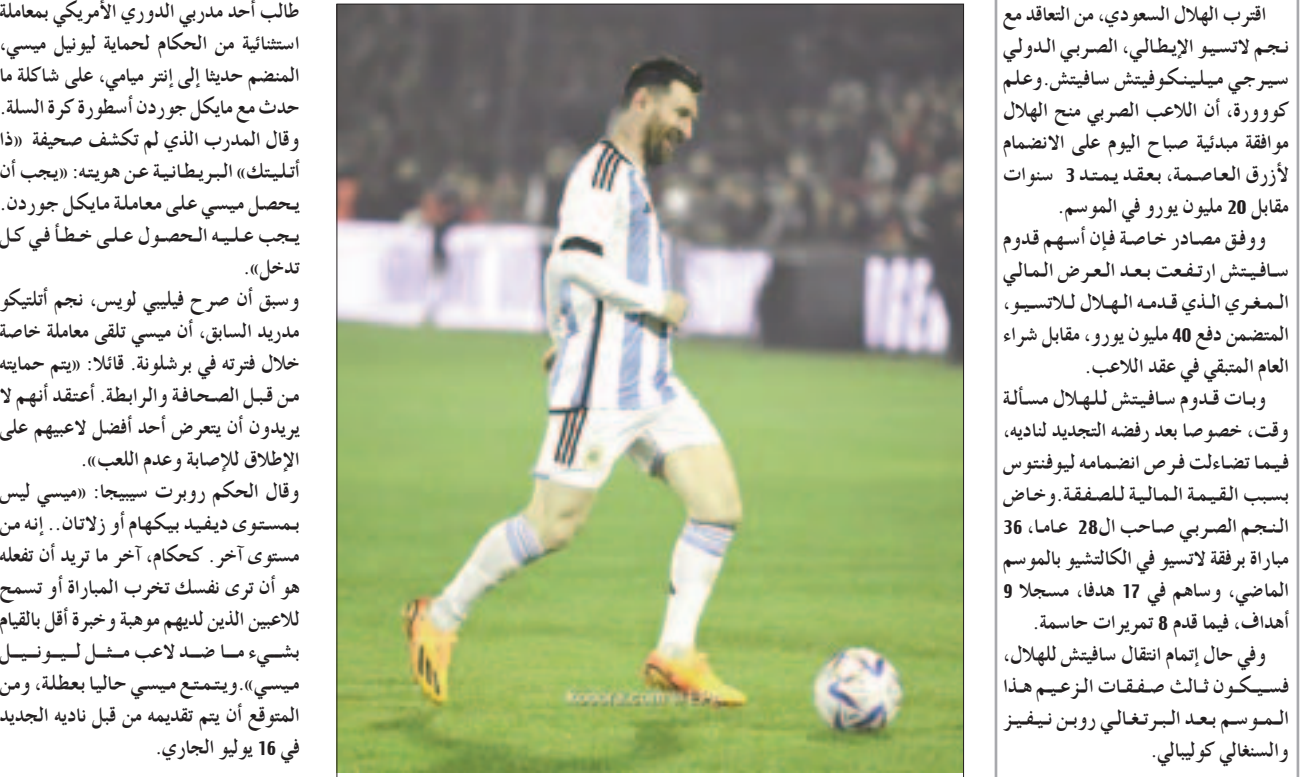 اقترب الهلال السعودي، من التعاقد مع
نجم لاتسيو الإيطالي، الصربي الدولي
سيرجي ميلينكوفيتش سافيتش.وعلم
كووورة، أن اللاعب الصربي منح الهلال
موافقة مبدئية صباح اليوم على الانضمام
لأزرق العاصمة، بعقد يمتد 3 سنوات
مقابل 20 مليون يورو في الموسم.
ووفق مصادر خاصة فإن أسهم قدوم
سافيتش ارتفعت بعد العرض المالي
المغري الذي قدمه الهلال للاتسيو،
المتضمن دفع 40 مليون يورو، مقابل شراء
العام المتبقي في عقد اللاعب.
وبات قدوم سافيتش للهلال مسألة
وقت، خصوصا بعد رفضه التجديد لناديه،
فيما تضاءلت فرص انضمامه ليوفنتوس
بسبب القيمة المالية للصفقة.وخاض
النجم الصربي صاحب ال28 عاما، 36
مباراة برفقة لاتسيو في الكالتشيو بالموسم
الماضي، وساهم في 17 هدفا، مسجلا 9
أهداف، فيما قدم 8 تمريرات حاسمة.
وفي حال إتمام انتقال سافيتش للهلال،
فسيكون ثالث صفقات الزعيم هذا
الموسم بعد البرتغالي روبن نيفيز
والسنغالي كوليبالي.
طالب أحد مدربي الدوري الأمريكي بمعاملة
استثنائية من الحكام لحماية ليونيل ميسي،
المنضم حديثا إلى إنتر ميامي، على شاكلة ما
حدث مع مايكل جوردن أسطورة كرة السلة.
وقال المدرب الذي لم تكشف صحيفة «ذا
أتليتك» البريطانية عن هويته: «يجب أن
يحصل ميسي على معاملة مايكل جوردن.
يجب عليه الحصول على خطأ في كل
تدخل».
وسبق أن صرح فيليبي لويس، نجم أتلتيكو
مدريد السابق، أن ميسي تلقى معاملة خاصة
خلال فترته في برشلونة. قائلا: «يتم حمايته
من قبل الصحافة والرابطة. أعتقد أنهم لا
يريدون أن يتعرض أحد أفضل لاعبيهم على
الإطلاق للإصابة وعدم اللعب».
وقال الحكم روبرت سيبيجا: «ميسي ليس
بمستوى ديفيد بيكهام أو زلاتان.. إنه من
مستوى آخر. كحكام، آخر ما تريد أن تفعله
هو أن ترى نفسك تخرب المباراة أو تسمح
للاعبين الذين لديهم موهبة وخبرة أقل بالقيام
بشيء ما ضد لاعب مثل ليونيل
ميسي».ويتمتع ميسي حاليا بعطلة، ومن
المتوقع أن يتم تقديمه من قبل ناديه الجديد
في 16 يوليو الجاري.